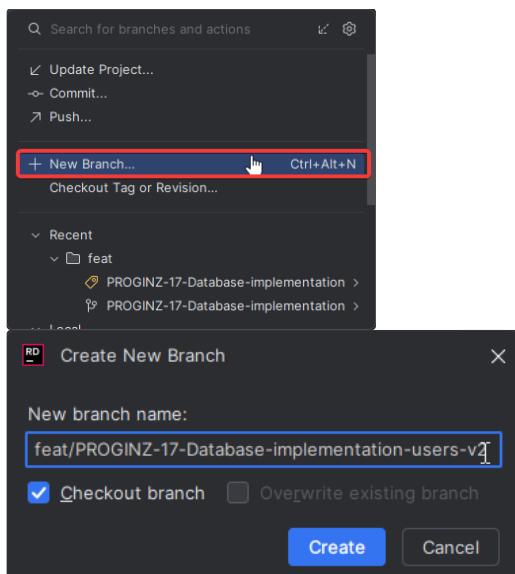 Search for branches and actions
Update Project...
Commit...
Push...
New Branch... Ctrl+Alt+N
Checkout Tag or Revision...
Recent
feat
PROGINZ-17-Database-implementation
PROGINZ-17-Database-implementation
Local
RD Create New Branch
New branch name:
feat/PROGINZ-17-Database-implementation-users-v2
Checkout branch Overwrite existing branch
Create Cancel